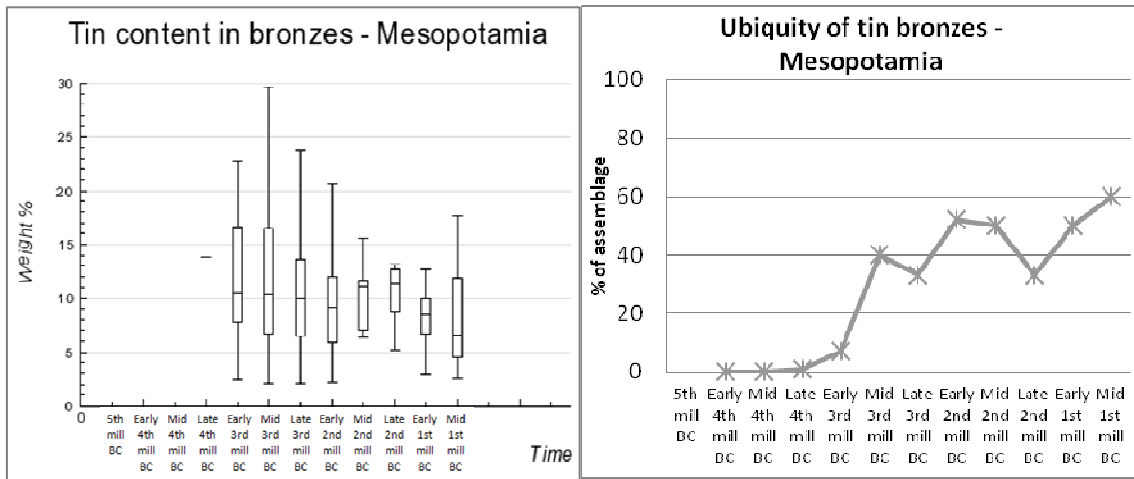 Tin content in bronzes - Mesopotamia
30
25
20
15
10
5
0
Weight %
0
5th Early Mid Late Early Mid Late Early Mid Late Early Mid
mill 4th 4th 4th 3rd 3rd 3rd 2nd 2nd 2nd 1st 1st
BC mill mill mill mill mill mill mill mill mill mill mill
BC BC BC BC BC BC BC BC BC BC BC
Time
Ubiquity of tin bronzes -
Mesopotamia
100
80
60
40
20
0
% of assemblage
5th Early Mid Late Early Mid Late Early Mid Late Early Mid
mill 4th 4th 4th 3rd 3rd 3rd 2nd 2nd 2nd 1st 1st
BC mill mill mill mill mill mill mill mill mill mill mill
BC BC BC BC BC BC BC BC BC BC BC